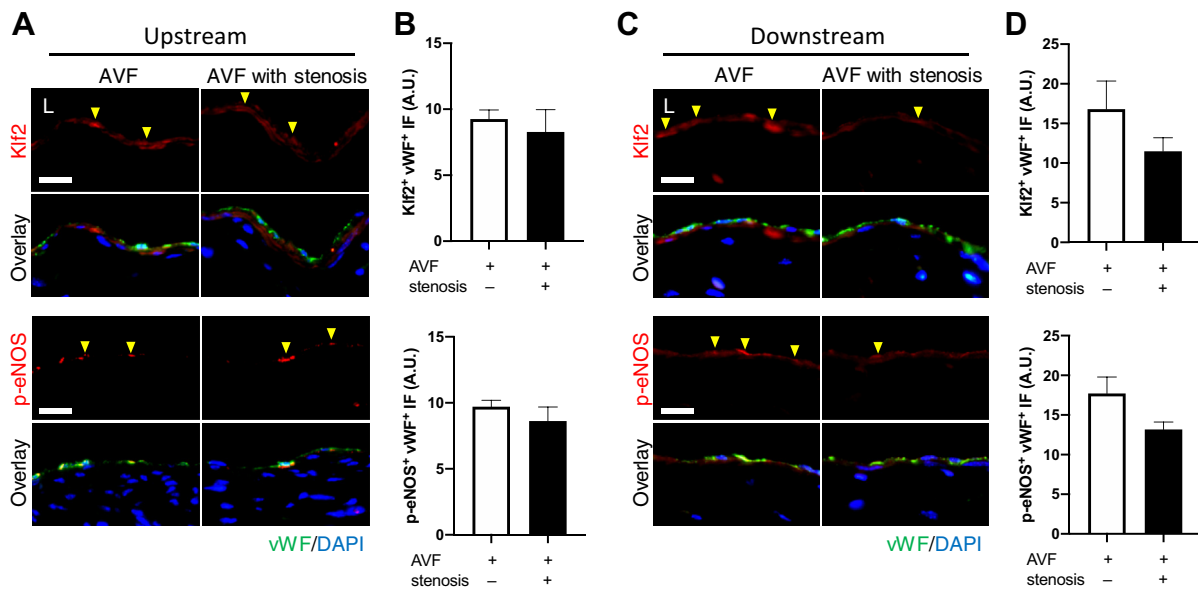 A
Upstream
AVF
AVF with stenosis
L
Klf2
Overlay
p-eNOS
Overlay
vWF/DAPI
B
Klf2⁺ vWF⁺ IF (A.U.)
15
10
5
0
AVF + +
stenosis – +
p-eNOS⁺ vWF⁺ IF (A.U.)
15
10
5
0
AVF + +
stenosis – +
C
Downstream
AVF
AVF with stenosis
L
Klf2
Overlay
p-eNOS
Overlay
vWF/DAPI
D
Klf2⁺ vWF⁺ IF (A.U.)
25
20
15
10
5
0
AVF + +
stenosis – +
p-eNOS⁺ vWF⁺ IF (A.U.)
25
20
15
10
5
0
AVF + +
stenosis – +